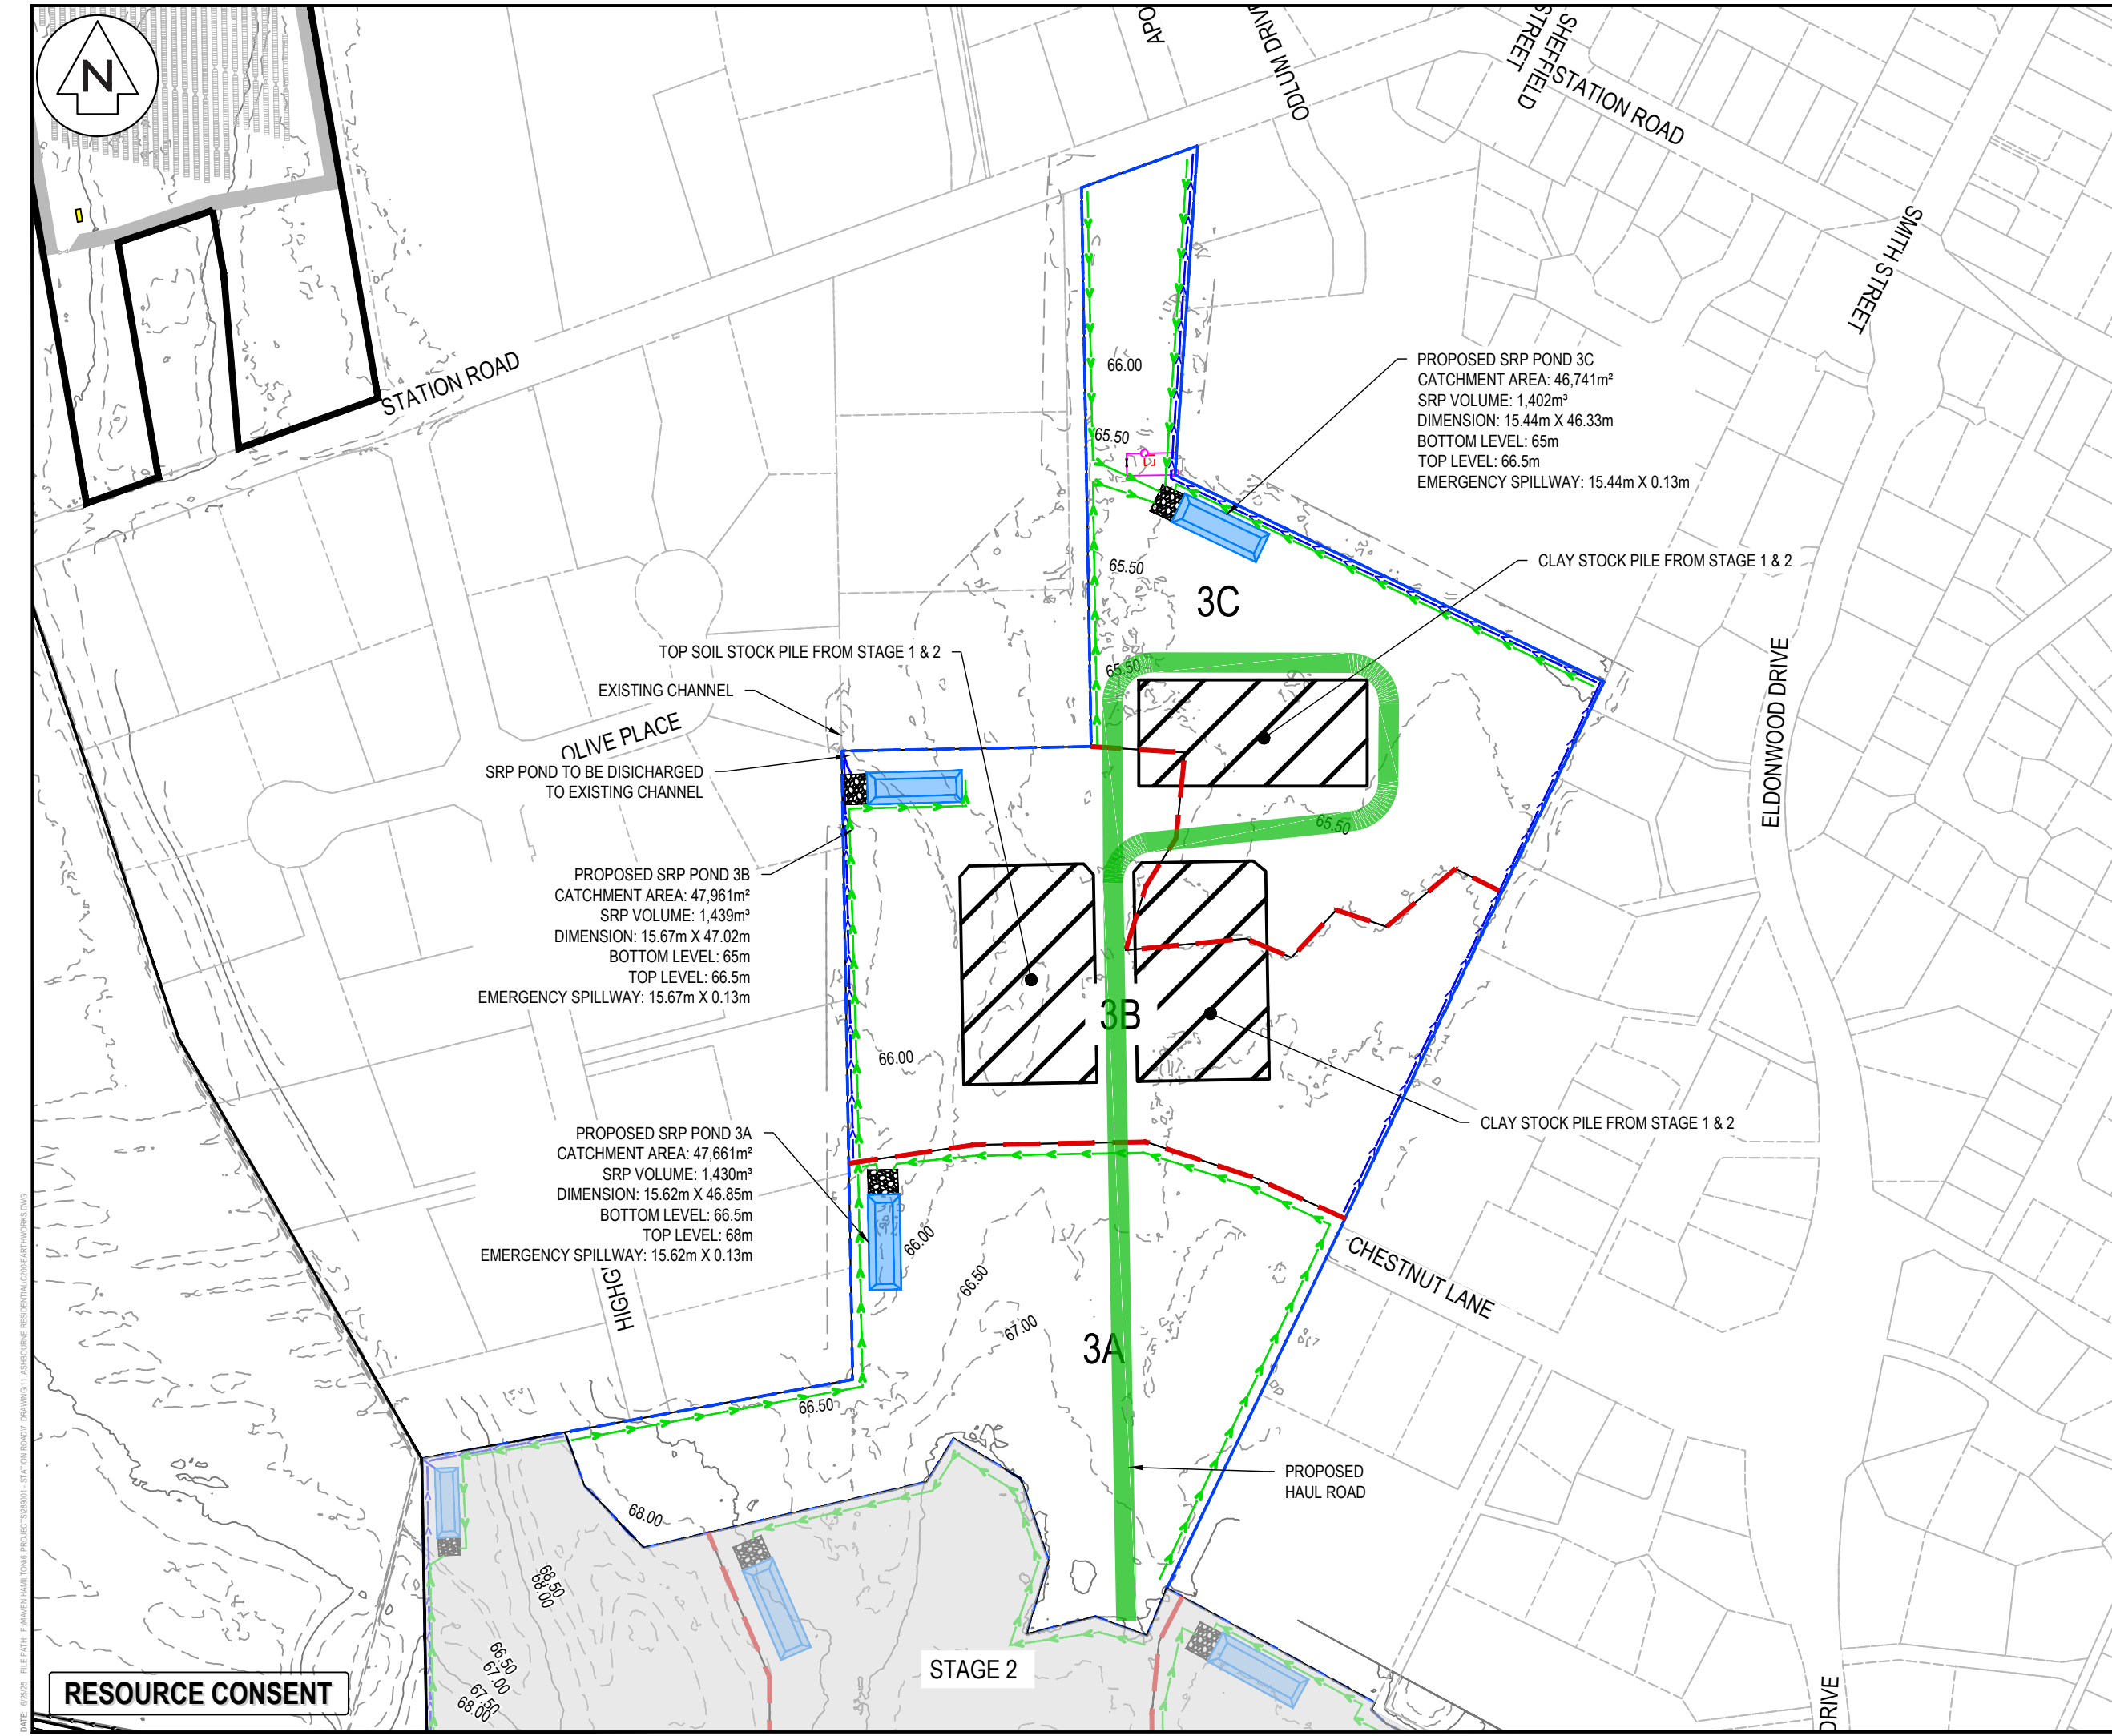 N
APO
ODLUM DRIVE
SHEFFIELD
STREET
STATION ROAD
SMITH STREET
STATION ROAD
66.00
65.50
PROPOSED SRP POND 3C
CATCHMENT AREA: 46,741m²
SRP VOLUME: 1,402m³
DIMENSION: 15.44m X 46.33m
BOTTOM LEVEL: 65m
TOP LEVEL: 66.5m
EMERGENCY SPILLWAY: 15.44m X 0.13m
CLAY STOCK PILE FROM STAGE 1 & 2
65.50
3C
TOP SOIL STOCK PILE FROM STAGE 1 & 2
65.50
EXISTING CHANNEL
OLIVE PLACE
SRP POND TO BE DISICHARGED
TO EXISTING CHANNEL
ELDONWOOD DRIVE
65.50
PROPOSED SRP POND 3B
CATCHMENT AREA: 47,961m²
SRP VOLUME: 1,439m³
DIMENSION: 15.67m X 47.02m
BOTTOM LEVEL: 65m
TOP LEVEL: 66.5m
EMERGENCY SPILLWAY: 15.67m X 0.13m
3B
66.00
CLAY STOCK PILE FROM STAGE 1 & 2
PROPOSED SRP POND 3A
CATCHMENT AREA: 47,661m²
SRP VOLUME: 1,430m³
DIMENSION: 15.62m X 46.85m
BOTTOM LEVEL: 66.5m
TOP LEVEL: 68m
EMERGENCY SPILLWAY: 15.62m X 0.13m
66.00
66.50
67.00
CHESTNUT LANE
HIGHG
3A
66.50
PROPOSED
HAUL ROAD
68.00
68.50
68.00
66.50
67.00
67.50
68.00
STAGE 2
RESOURCE CONSENT
DRIVE
DATE: 6/25/25 FILE PATH: